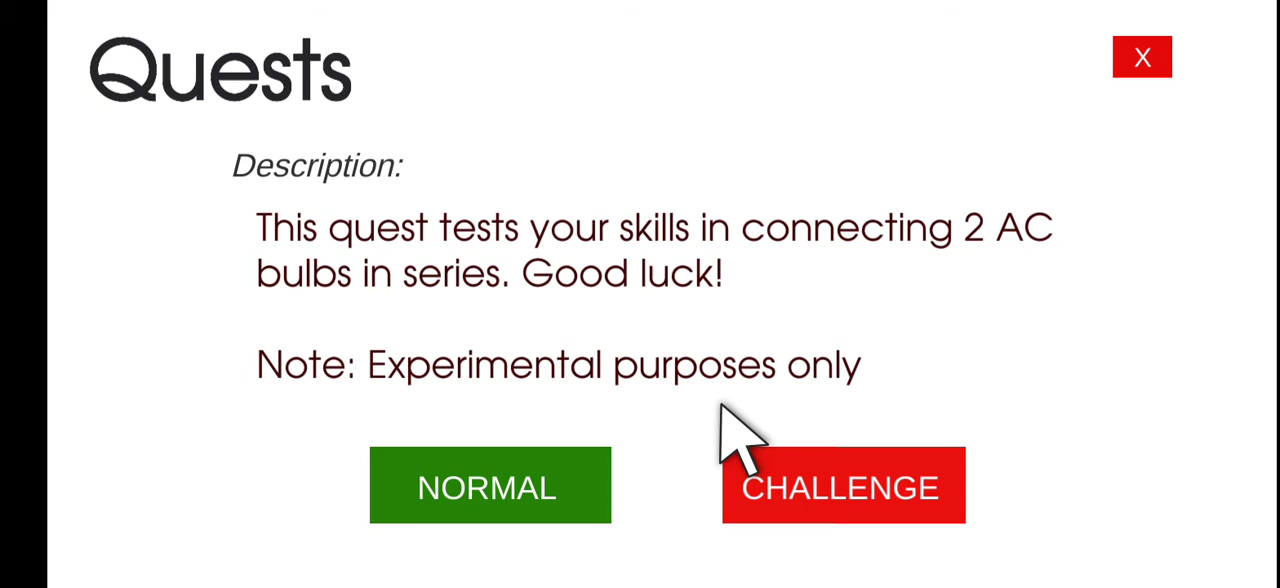 Quests
X
Description:
This quest tests your skills in connecting 2 AC
bulbs in series. Good luck!
Note: Experimental purposes only
NORMAL
CHALLENGE